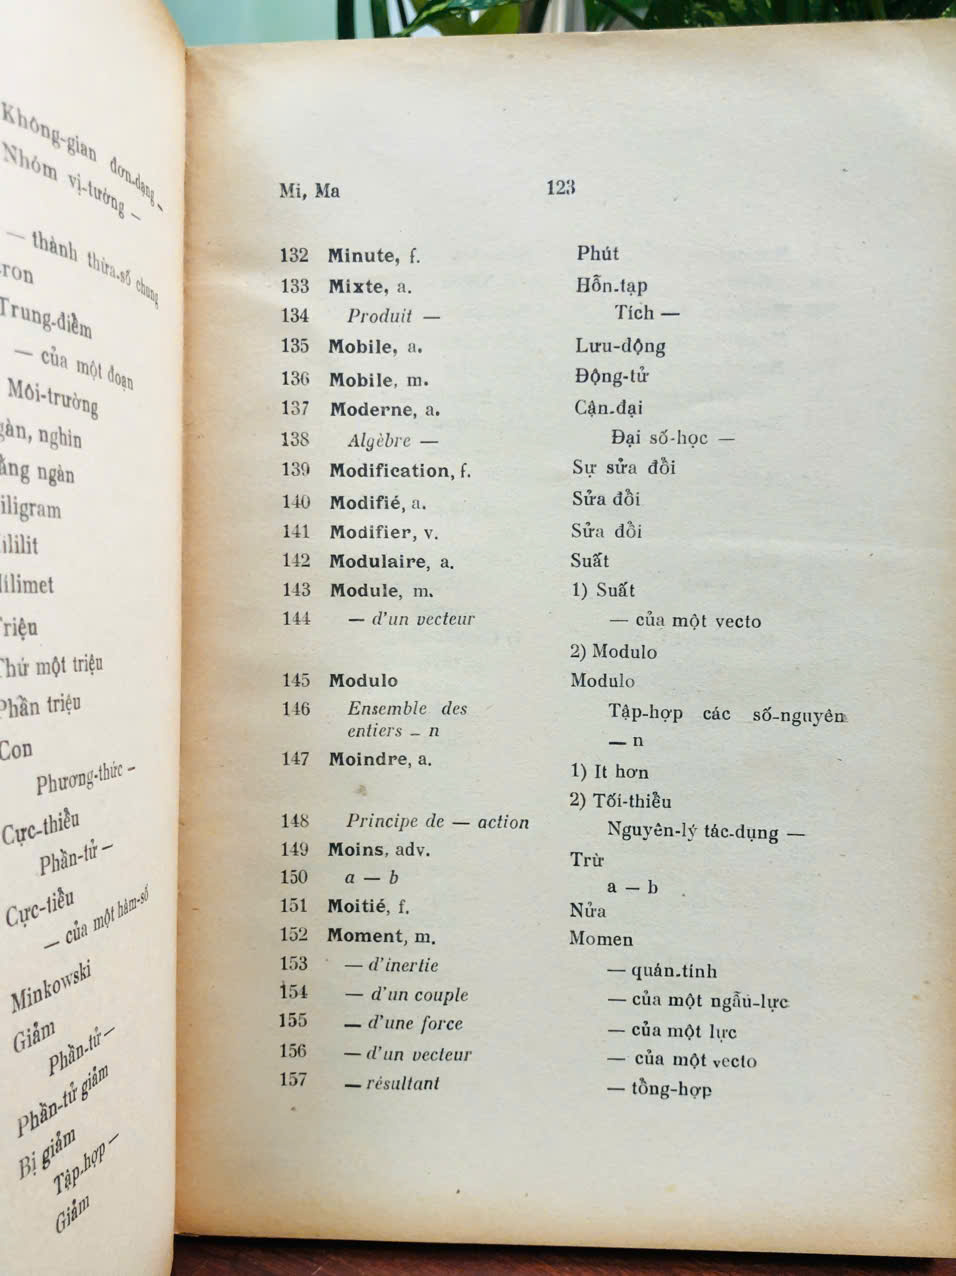 Không-gian đơn-dạng -
Nhóm vị-tướng —
— thành thừa-số chung
Trung-điểm
— của một đoạn
Môi-trường
nghìn
ngàn
một triệu
Phần triệu
Con
Phương-thức —
Cực-thiểu
Phần-tử —
Cực-tiểu
— của một hàm-số
Minkowski
Giảm
Phần-tử —
Phần-tử giảm
Bị giảm
Tập-hợp —
Giảm
Mi, Ma 123
132 Minute, f. Phút
133 Mixte, a. Hỗn-tạp
134 Produit — Tích —
135 Mobile, a. Lưu-động
136 Mobile, m. Động-tử
137 Moderne, a. Cận-đại
138 Algèbre — Đại số-học —
139 Modification, f. Sự sửa đổi
140 Modifié, a. Sửa đổi
141 Modifier, v. Sửa đổi
142 Modulaire, a. Suất
143 Module, m. 1) Suất
144 — d'un vecteur — của một vecto
2) Modulo
145 Modulo Modulo
146 Ensemble des Tập-hợp các số-nguyên
entiers — n — n
147 Moindre, a. 1) It hơn
2) Tối-thiểu
148 Principe de — action Nguyên-lý tác-dụng —
149 Moins, adv. Trừ
150 a — b a — b
151 Moitié, f. Nửa
152 Moment, m. Momen
153 — d'inertie — quán-tính
154 — d'un couple — của một ngẫu-lực
155 — d'une force — của một lực
156 — d'un vecteur — của một vecto
157 — résultant — tổng-hợp